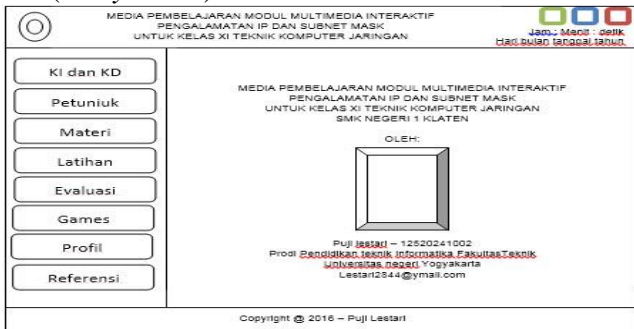 MEDIA PEMBELAJARAN MODUL MULTIMEDIA INTERAKTIF
PENGALAMATAN IP DAN SUBNET MASK
UNTUK KELAS XI TEKNIK KOMPUTER JARINGAN
Jam : Menit : detik
Hari bulan tanggal tahun
KI dan KD
Petuniuk
Materi
Latihan
Evaluasi
Games
Profil
Referensi
MEDIA PEMBELAJARAN MODUL MULTIMEDIA INTERAKTIF
PENGALAMATAN IP DAN SUBNET MASK
UNTUK KELAS XI TEKNIK KOMPUTER JARINGAN
SMK NEGERI 1 KLATEN
OLEH:
Puji lestari – 12520241002
Prodi Pendidikan teknik informatika FakultasTeknik
Universitas negeri Yogyakarta
Lestari2844@ymail.com
Copyright @ 2016 – Puji Lestari